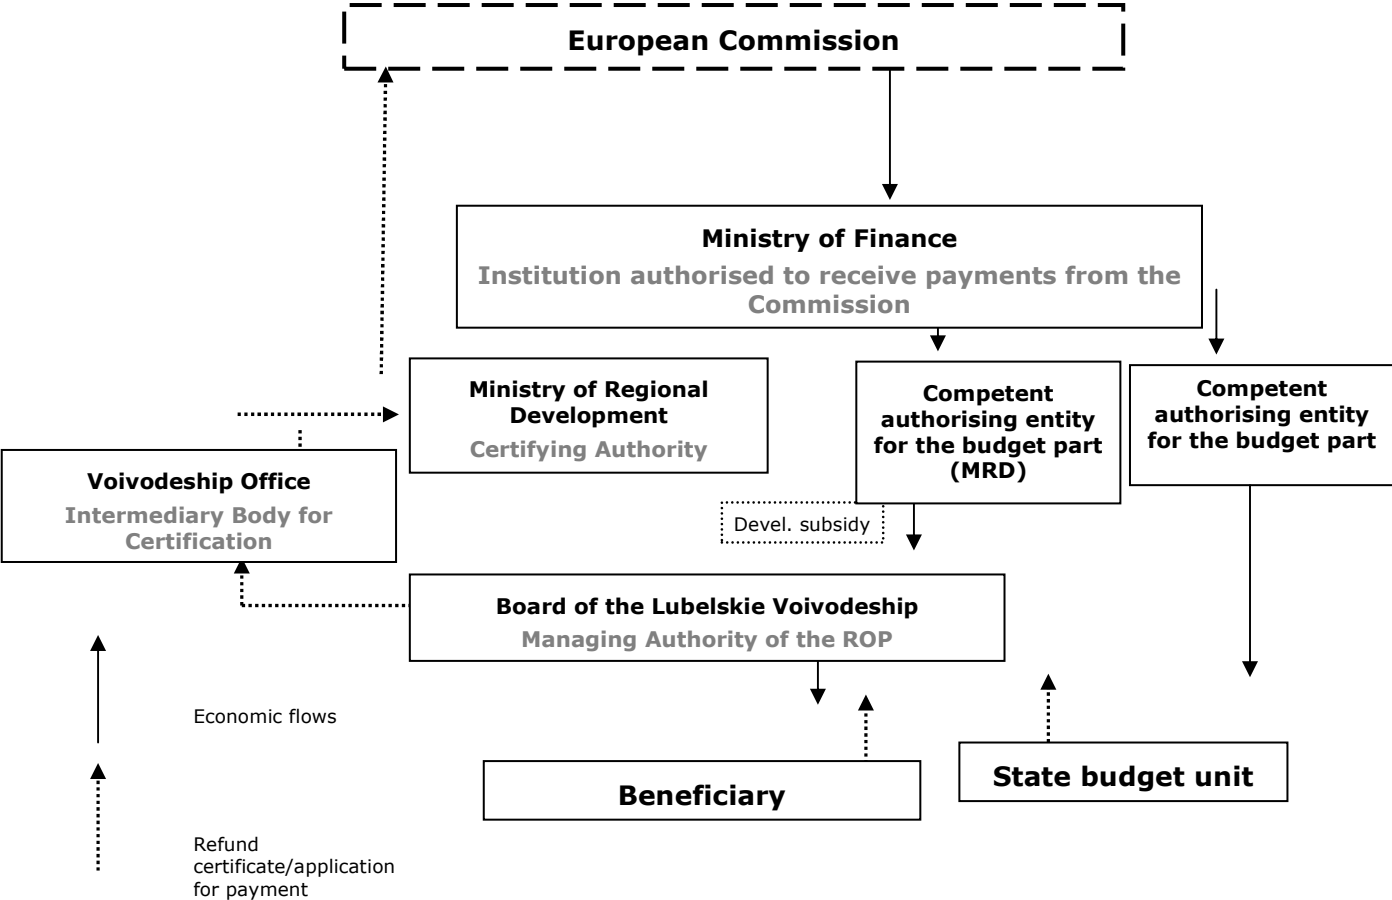 European Commission
Ministry of Finance
Institution authorised to receive payments from the
Commission
Ministry of Regional
Development
Certifying Authority
Competent
authorising entity
for the budget part
(MRD)
Competent
authorising entity
for the budget part
Voivodeship Office
Intermediary Body for
Certification
Devel. subsidy
Board of the Lubelskie Voivodeship
Managing Authority of the ROP
Economic flows
Beneficiary
State budget unit
Refund
certificate/application
for payment